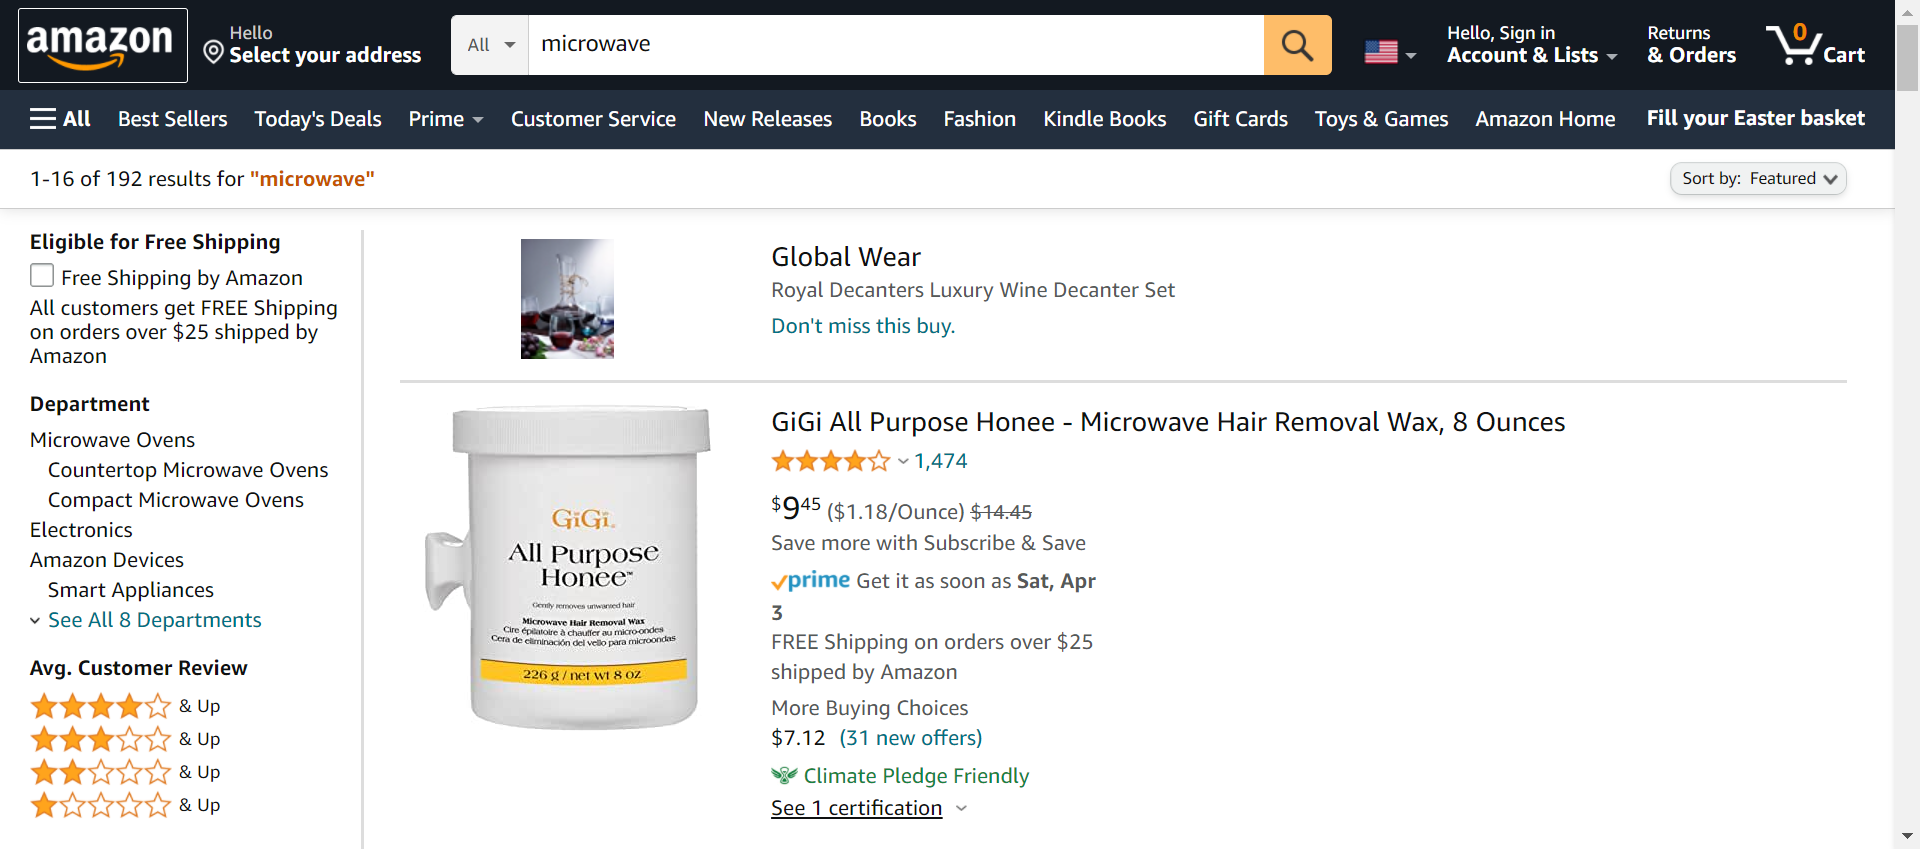 amazon
Hello
Select your address
All
microwave
Hello, Sign in
Account & Lists
Returns
& Orders
0
Cart
All
Best Sellers
Today's Deals
Prime
Customer Service
New Releases
Books
Fashion
Kindle Books
Gift Cards
Toys & Games
Amazon Home
Fill your Easter basket
1-16 of 192 results for "microwave"
Sort by: Featured
Eligible for Free Shipping
Free Shipping by Amazon
All customers get FREE Shipping
on orders over $25 shipped by
Amazon
Department
Microwave Ovens
Countertop Microwave Ovens
Compact Microwave Ovens
Electronics
Amazon Devices
Smart Appliances
See All 8 Departments
Avg. Customer Review
& Up
& Up
& Up
& Up
Global Wear
Royal Decanters Luxury Wine Decanter Set
Don't miss this buy.
GiGi
All Purpose
Honee™
Gently removes unwanted hair
Microwave Hair Removal Wax
Cire épilatoire à chauffer au micro-ondes
Cera de eliminación del vello para microondas
226 g / net wt 8 oz
GiGi All Purpose Honee - Microwave Hair Removal Wax, 8 Ounces
1,474
$945 ($1.18/Ounce) $14.45
Save more with Subscribe & Save
prime Get it as soon as Sat, Apr
3
FREE Shipping on orders over $25
shipped by Amazon
More Buying Choices
$7.12 (31 new offers)
Climate Pledge Friendly
See 1 certification